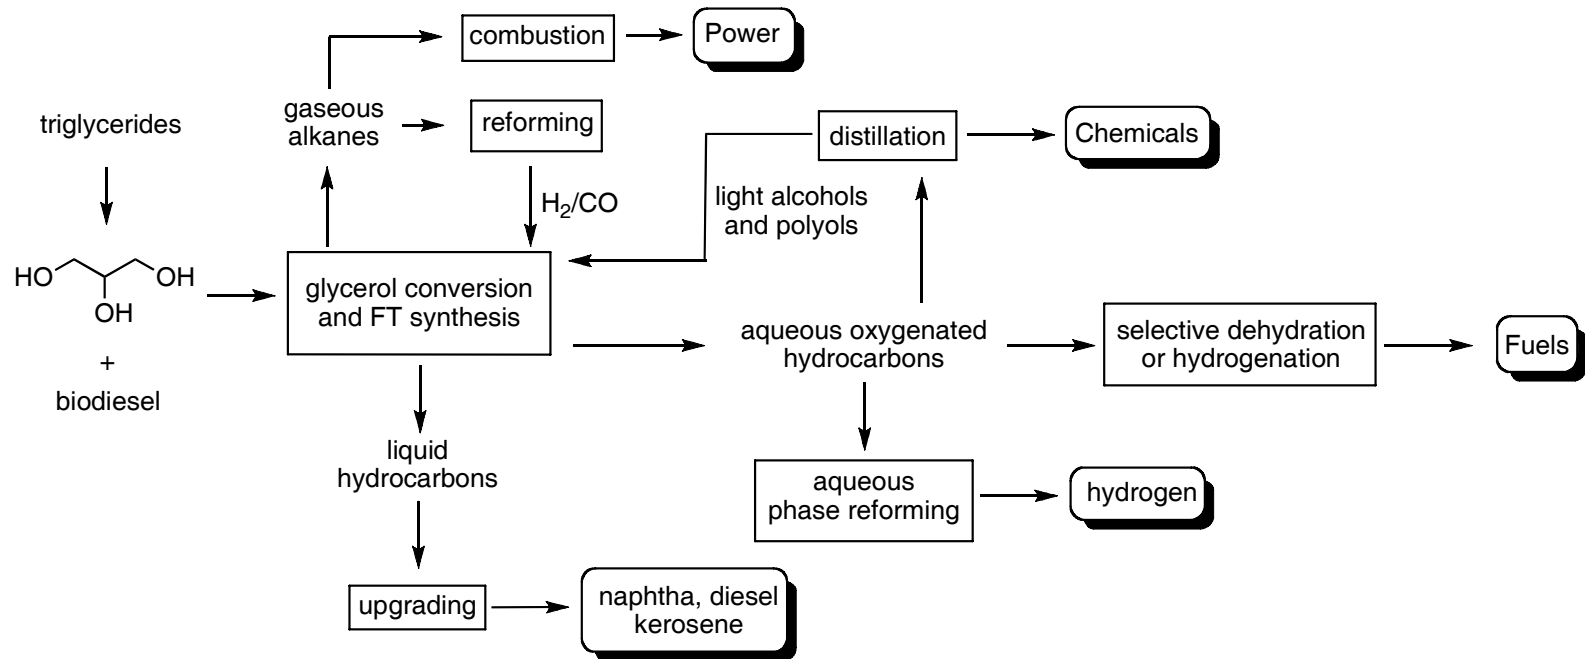 combustion
Power
gaseous
alkanes
reforming
triglycerides
distillation
Chemicals
H2/CO
light alcohols
and polyols
HO
OH
OH
glycerol conversion
and FT synthesis
aqueous oxygenated
hydrocarbons
selective dehydration
or hydrogenation
Fuels
+
biodiesel
liquid
hydrocarbons
aqueous
phase reforming
hydrogen
upgrading
naphtha, diesel
kerosene